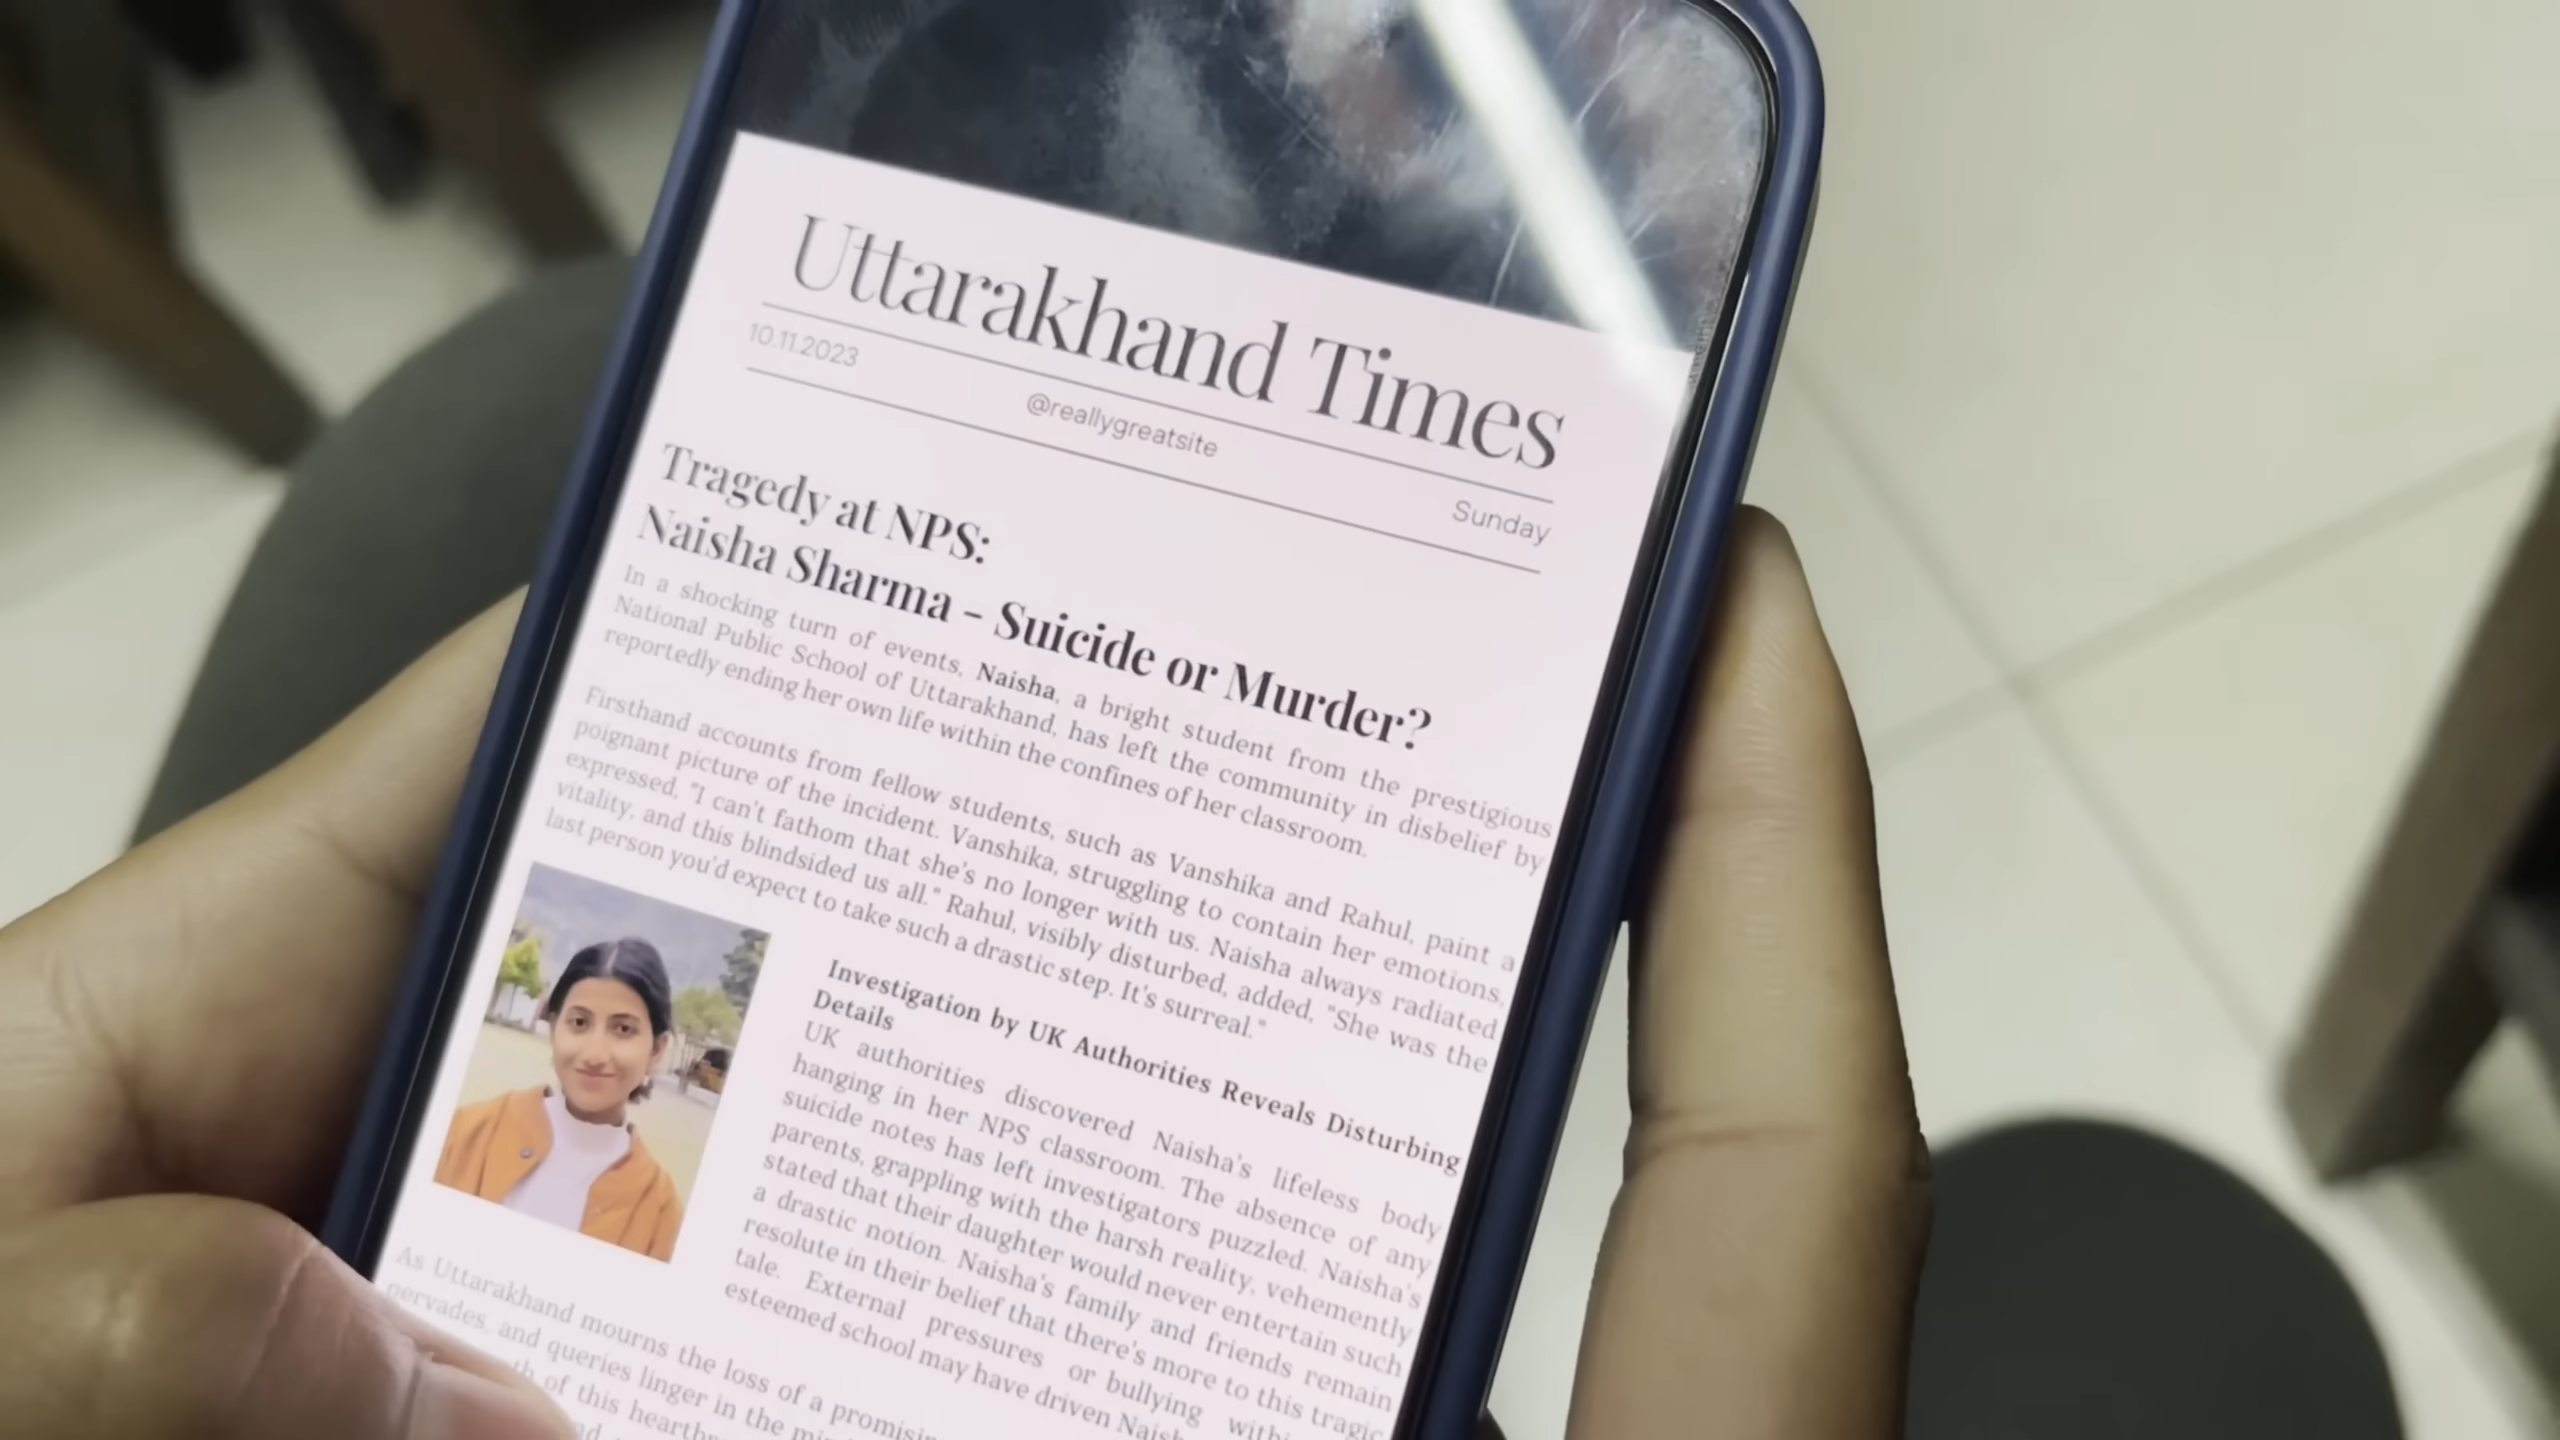 Uttarakhand Times
10.11.2023
@reallygreatsite
Sunday
Tragedy at NPS:
Naisha Sharma - Suicide or Murder?
In a shocking turn of events, Naisha, a bright student from the prestigious
National Public School of Uttarakhand, has left the community in disbelief by
reportedly ending her own life within the confines of her classroom.
Firsthand accounts from fellow students, such as Vanshika and Rahul, paint a
poignant picture of the incident. Vanshika, struggling to contain her emotions,
expressed, "I can't fathom that she's no longer with us. Naisha always radiated
vitality, and this blindsided us all." Rahul, visibly disturbed, added, "She was the
last person you'd expect to take such a drastic step. It's surreal."
Investigation by UK Authorities Reveals Disturbing
Details
UK authorities discovered Naisha's lifeless body
hanging in her NPS classroom. The absence of any
suicide notes has left investigators puzzled. Naisha's
parents, grappling with the harsh reality, vehemently
stated that their daughter would never entertain such
a drastic notion. Naisha's family and friends remain
resolute in their belief that there's more to this tragic
tale. External pressures or bullying
esteemed school may have driven
As Uttarakhand mourns the loss of a
pervades, and queries linger in the
of this